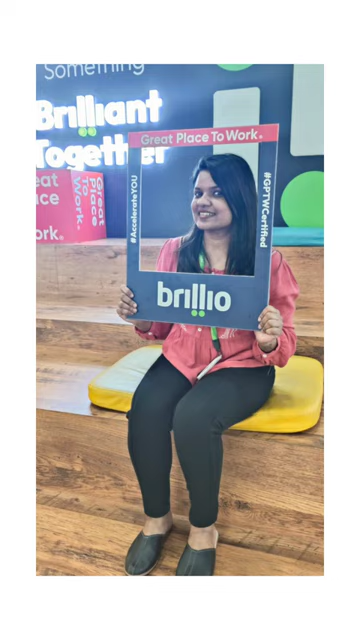 Something
Brilliant
Together
Great Place To Work.
#AccelerateYOU
#GPTWCertified
brillio
eat
ace
ork.
Great
Place
To
Work.